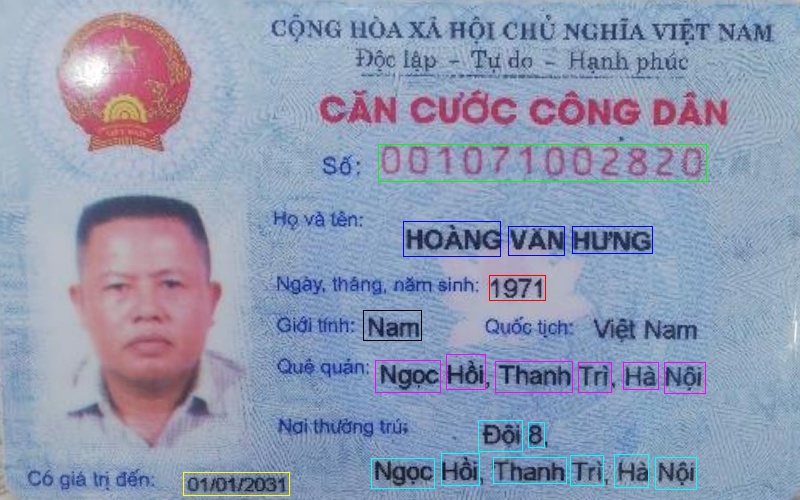 CỘNG HÒA XÃ HỘI CHỦ NGHĨA VIỆT NAM
Độc lập - Tự do - Hạnh phúc
CĂN CƯỚC CÔNG DÂN
Số: 001071002820
Họ và tên:
HOÀNG VĂN HƯNG
Ngày, tháng, năm sinh: 1971
Giới tính: Nam Quốc tịch: Việt Nam
Quê quán: Ngọc Hồi, Thanh Trì, Hà Nội
Nơi thường trú:
Đội 8,
Ngọc Hồi, Thanh Trì, Hà Nội
Có giá trị đến: 01/01/2031